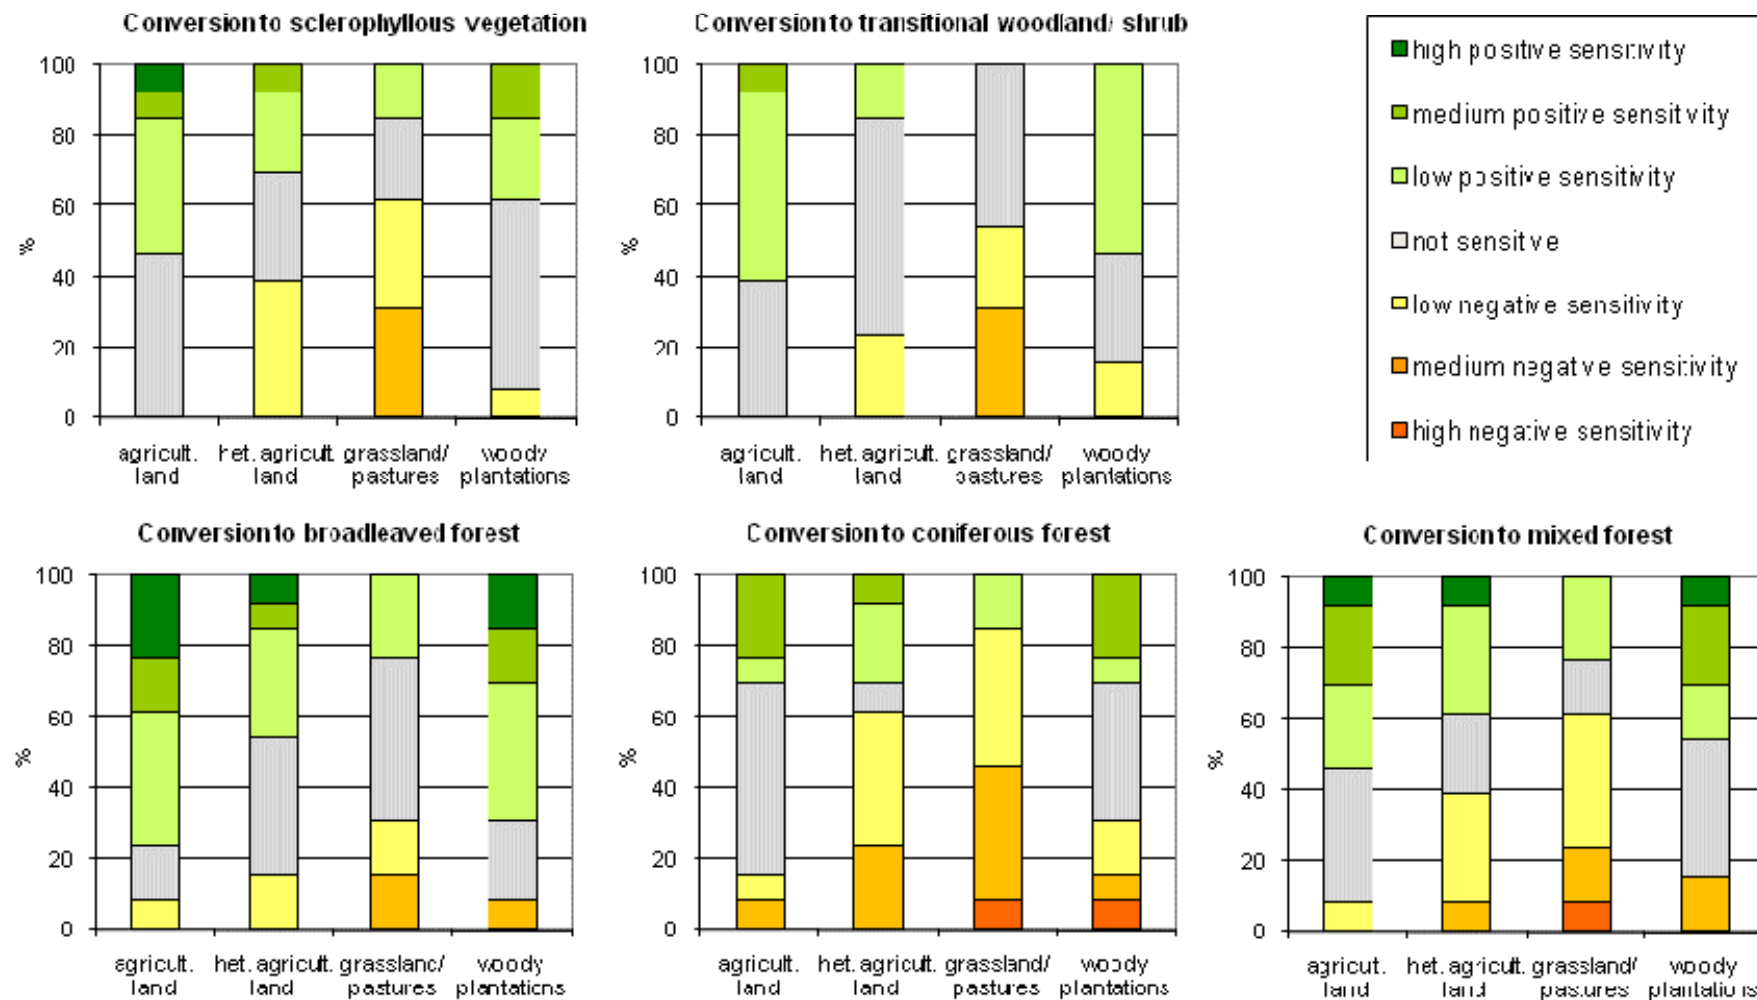 Conversion to sclerophyllous vegetation
100
80
60
40
20
0
%
agricult. land
het. agricult. land
grassland/ pastures
woody plantations
Conversion to transitional woodland/ shrub
100
80
60
40
20
0
%
agricult. land
het. agricult. land
grassland/ pastures
woody plantations
high positive sensitivity
medium positive sensitivity
low positive sensitivity
not sensitive
low negative sensitivity
medium negative sensitivity
high negative sensitivity
Conversion to broadleaved forest
100
80
60
40
20
0
%
agricult. land
het. agricult. land
grassland/ pastures
woody plantations
Conversion to coniferous forest
100
80
60
40
20
0
%
agricult. land
het. agricult. land
grassland/ pastures
woody plantations
Conversion to mixed forest
100
80
60
40
20
0
%
agricult. land
het. agricult. land
grassland/ pastures
woody plantations